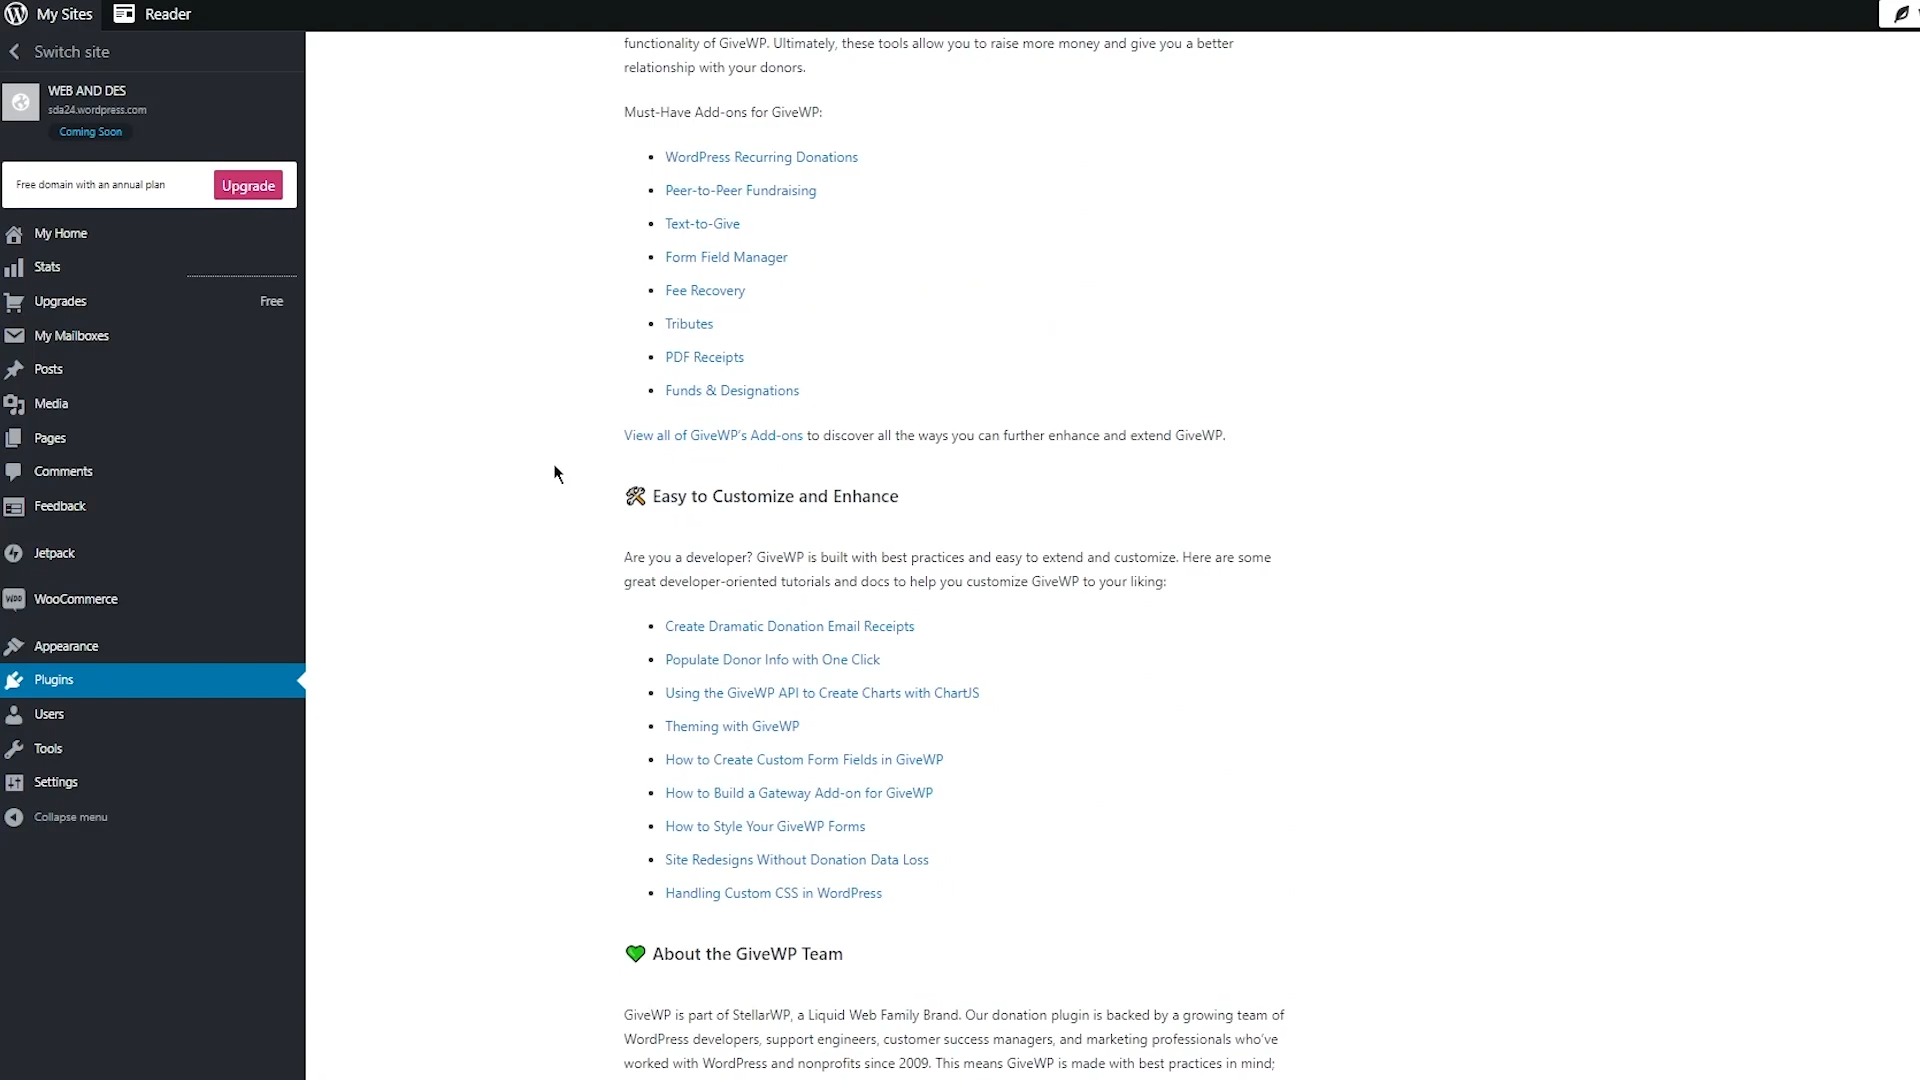 My Sites
Reader
Switch site
WEB AND DES
sda24.wordpress.com
Coming Soon
Free domain with an annual plan
Upgrade
My Home
Stats
Upgrades
Free
My Mailboxes
Posts
Media
Pages
Comments
Feedback
Jetpack
WooCommerce
Appearance
Plugins
Users
Tools
Settings
Collapse menu
functionality of GiveWP. Ultimately, these tools allow you to raise more money and give you a better
relationship with your donors.
Must-Have Add-ons for GiveWP:
WordPress Recurring Donations
Peer-to-Peer Fundraising
Text-to-Give
Form Field Manager
Fee Recovery
Tributes
PDF Receipts
Funds & Designations
View all of GiveWP's Add-ons to discover all the ways you can further enhance and extend GiveWP.
🛠 Easy to Customize and Enhance
Are you a developer? GiveWP is built with best practices and easy to extend and customize. Here are some
great developer-oriented tutorials and docs to help you customize GiveWP to your liking:
Create Dramatic Donation Email Receipts
Populate Donor Info with One Click
Using the GiveWP API to Create Charts with ChartJS
Theming with GiveWP
How to Create Custom Form Fields in GiveWP
How to Build a Gateway Add-on for GiveWP
How to Style Your GiveWP Forms
Site Redesigns Without Donation Data Loss
Handling Custom CSS in WordPress
💚 About the GiveWP Team
GiveWP is part of StellarWP, a Liquid Web Family Brand. Our donation plugin is backed by a growing team of
WordPress developers, support engineers, customer success managers, and marketing professionals who've
worked with WordPress and nonprofits since 2009. This means GiveWP is made with best practices in mind;